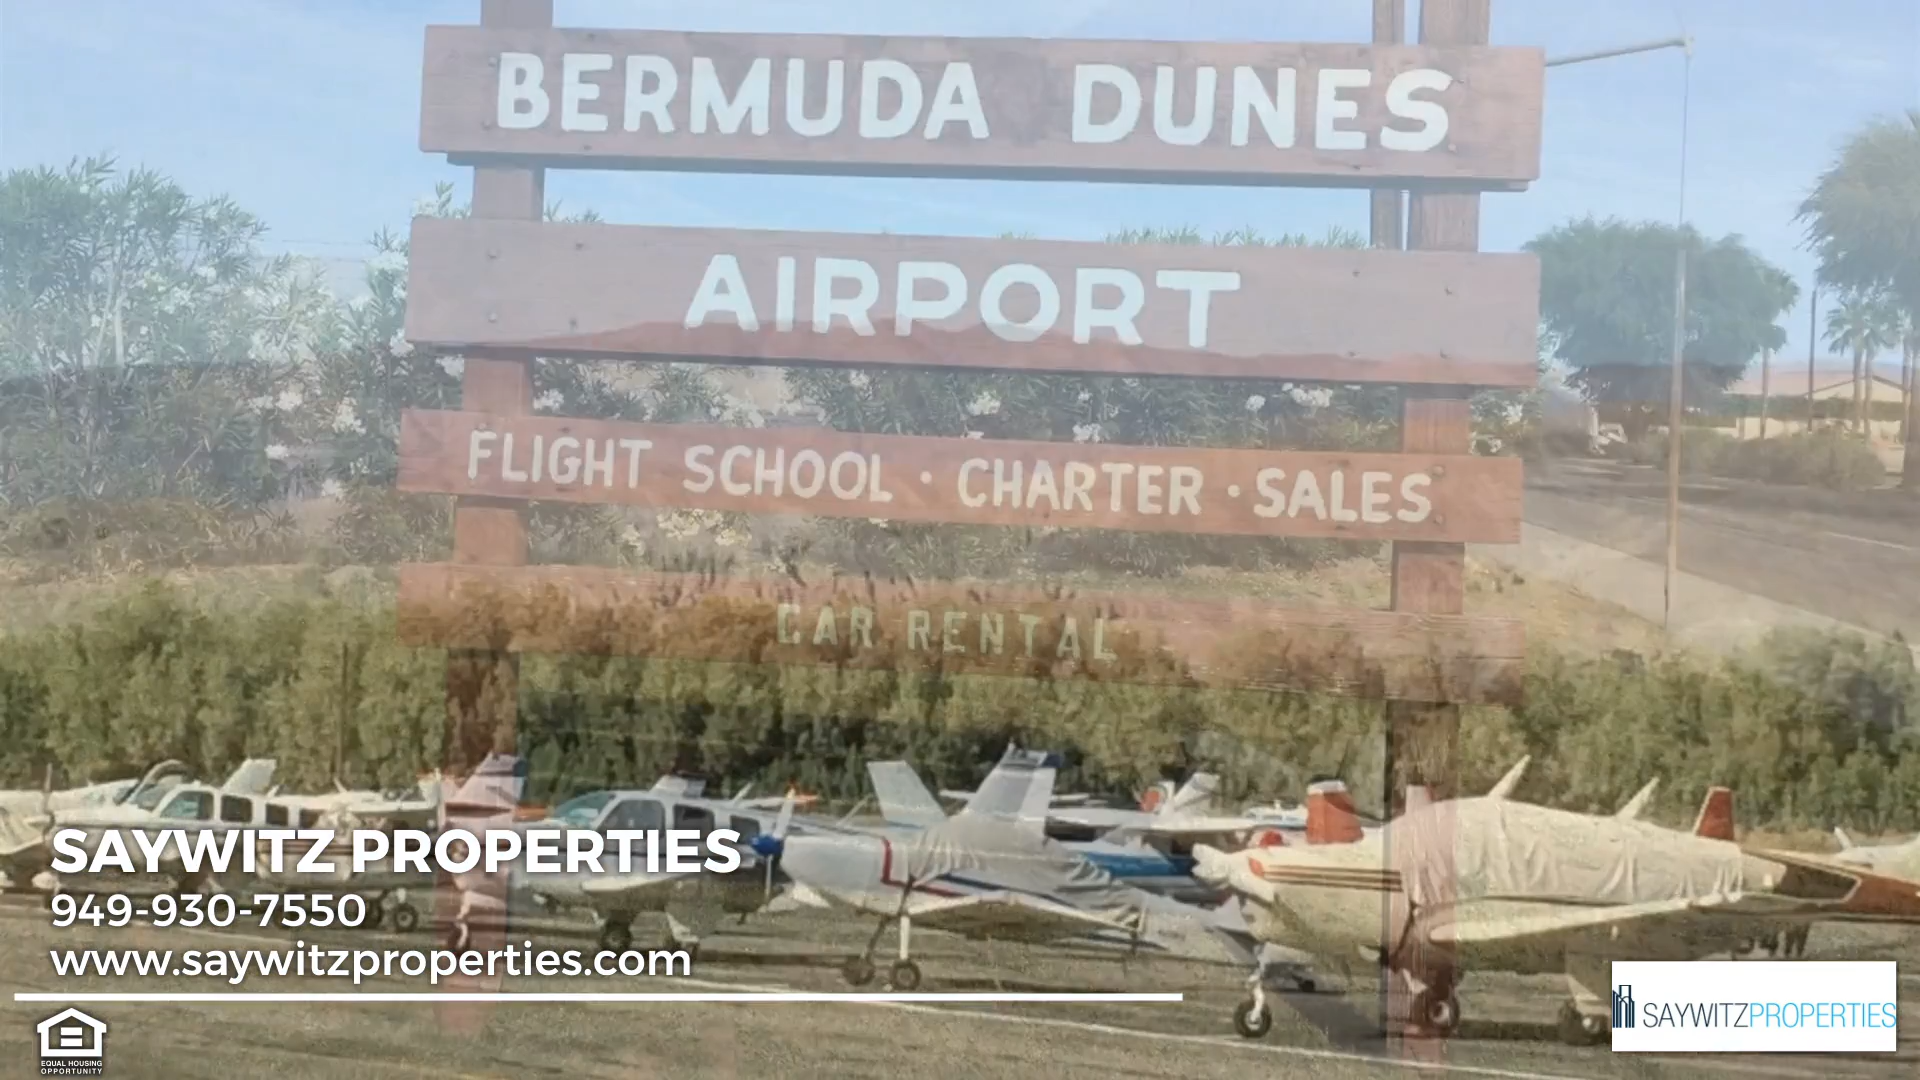 BERMUDA DUNES
AIRPORT
FLIGHT SCHOOL · CHARTER · SALES
CAR RENTAL
SAYWITZ PROPERTIES
949-930-7550
www.saywitzproperties.com
EQUAL HOUSING
OPPORTUNITY
SAYWITZPROPERTIES